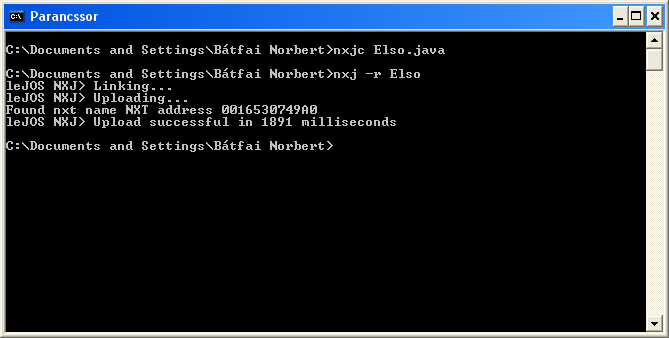 Parancssor
C:\Documents and Settings\Bátfai Norbert>nxjc Elso.java
C:\Documents and Settings\Bátfai Norbert>nxj -r Elso
leJOS NXJ> Linking...
leJOS NXJ> Uploading...
Found nxt name NXT address 0016530749A0
leJOS NXJ> Upload successful in 1891 milliseconds
C:\Documents and Settings\Bátfai Norbert>